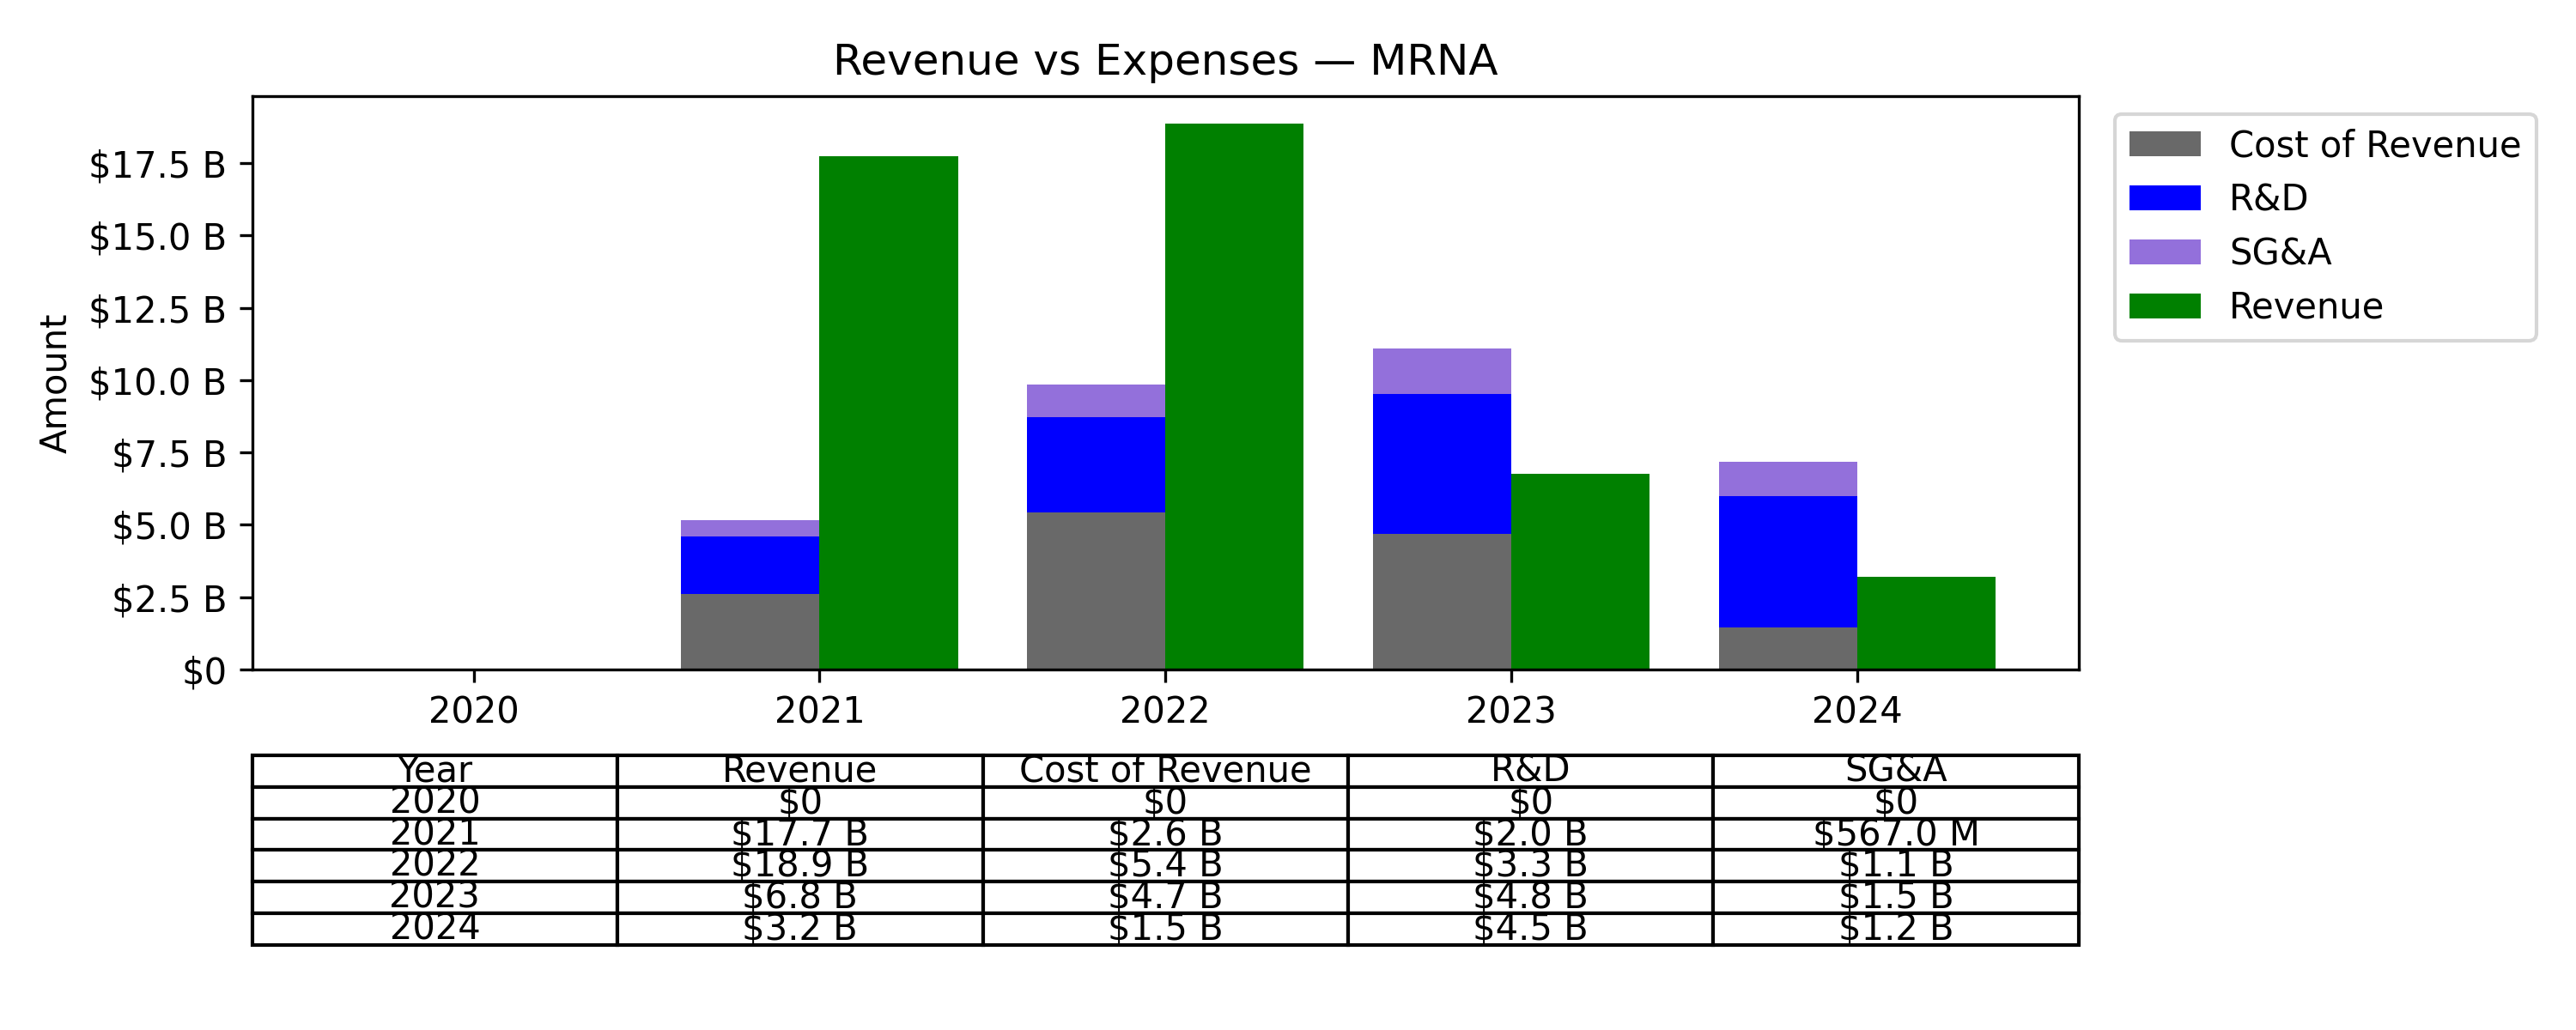 Revenue vs Expenses — MRNA
Amount
$17.5 B
$15.0 B
$12.5 B
$10.0 B
$7.5 B
$5.0 B
$2.5 B
$0
2020 2021 2022 2023 2024
Cost of Revenue
R&D
SG&A
Revenue
Year Revenue Cost of Revenue R&D SG&A
2020 $0 $0 $0 $0
2021 $17.7 B $2.6 B $2.0 B $567.0 M
2022 $18.9 B $5.4 B $3.3 B $1.1 B
2023 $6.8 B $4.7 B $4.8 B $1.5 B
2024 $3.2 B $1.5 B $4.5 B $1.2 B